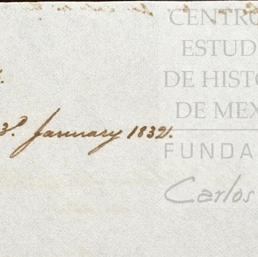 CENTRO
ESTUD
DE HISTO
DE MEX
FUNDA
Carlos
3.º January 1832.